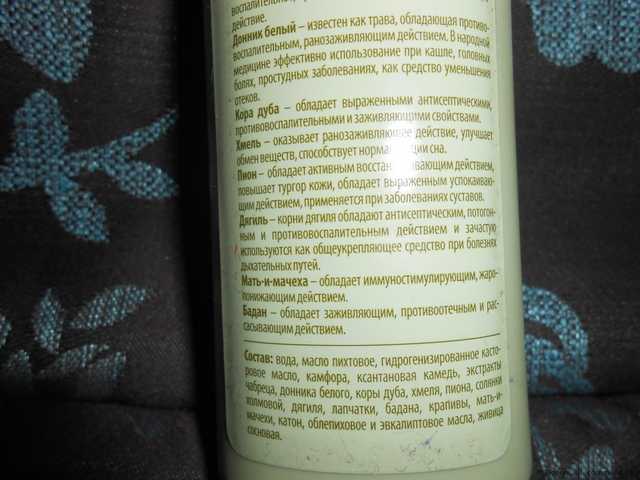 действие.
Донник белый – известен как трава, обладающая противо-
воспалительным, ранозаживляющим действием. В народной
медицине эффективно использование при кашле, головных
болях, простудных заболеваниях, как средство уменьшения
отеков.
Кора дуба – обладает выраженными антисептическими,
противовоспалительными и заживляющими свойствами.
Хмель – оказывает ранозаживляющее действие, улучшает
обмен веществ, способствует сна.
Пион – обладает активным действием,
повышает тургор кожи, обладает выраженным успокаиваю-
щим действием, применяется при заболеваниях суставов.
Дягиль – корни дягиля обладают антисептическим, потогон-
ным и противовоспалительным действием и зачастую
используются как общеукрепляющее средство при болезнях
дыхательных путей.
Мать-и-мачеха – обладает иммуностимулирующим, жаро-
понижающим действием.
Бадан – обладает заживляющим, противоотечным и рас-
сасывающим действием.
Состав: вода, масло пихтовое, гидрогенизированное касто-
ровое масло, камфора, ксантановая камедь, экстракты
чабреца, донника белого, коры дуба, хмеля, пиона, солянки
холмовой, дягиля, лапчатки, бадана, крапивы, мать-и-
мачехи, катон, облепиховое и эвкалиптовое масла, живица
сосновая.